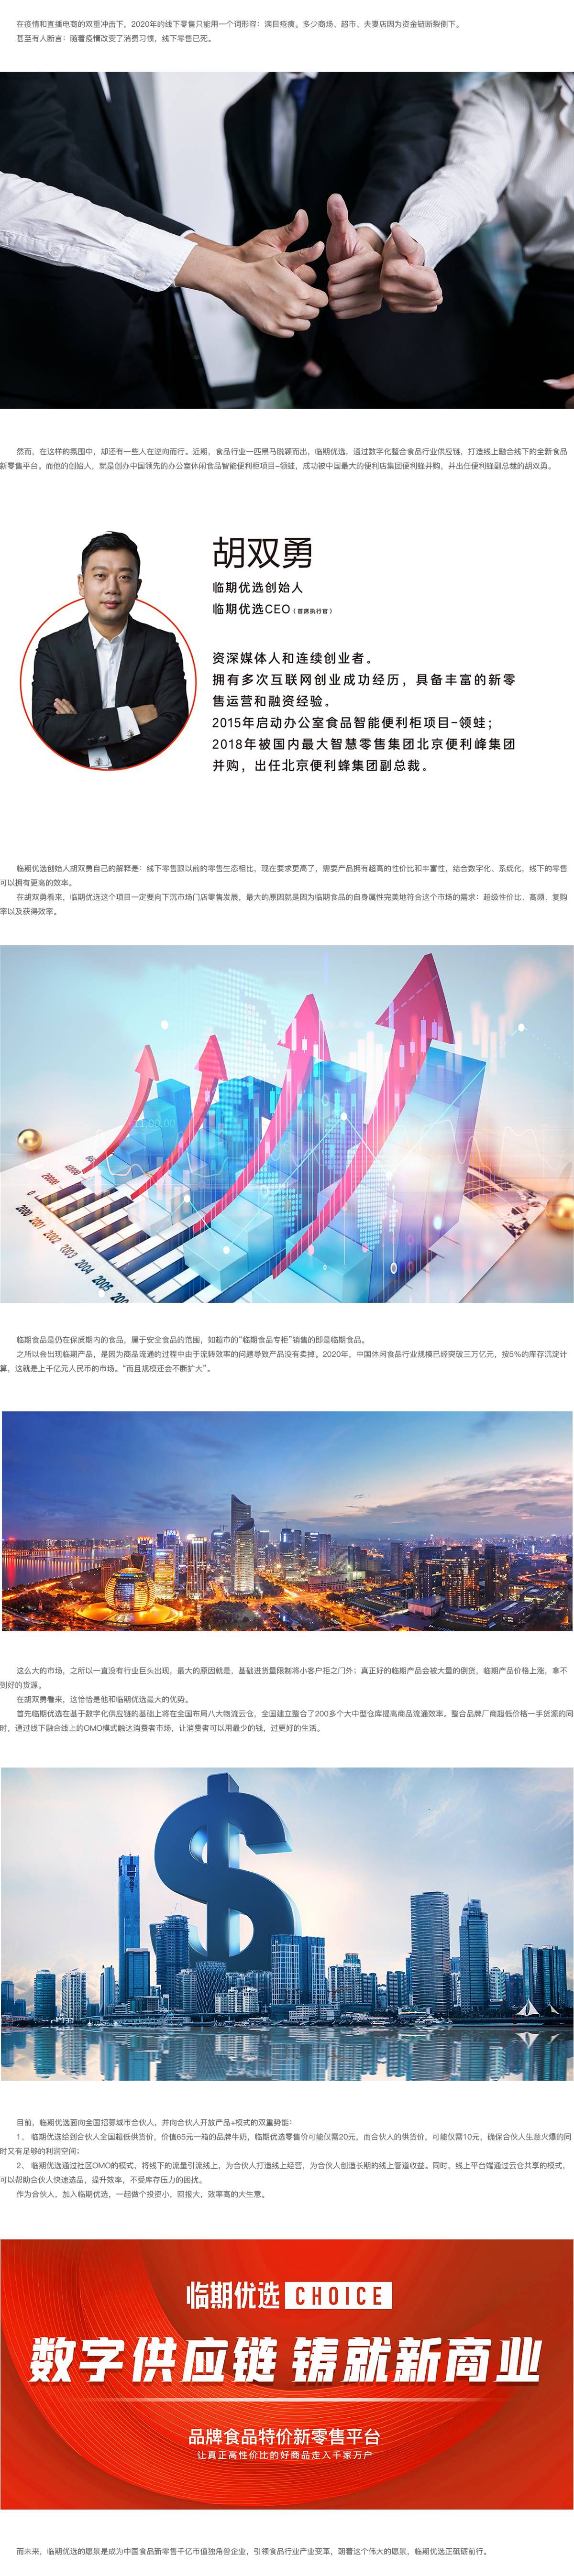 在疫情和直播电商的双重冲击下，2020年的线下零售只能用一个词形容：满目疮痍。多少商场、超市、夫妻店因为资金链断裂倒下。
甚至有人断言：随着疫情改变了消费习惯，线下零售已死。
然而，在这样的氛围中，却还有一些人在逆向而行。近期，食品行业一匹黑马脱颖而出，临期优选，通过数字化整合食品行业供应链，打造线上融合线下的全新食品
新零售平台。而他的创始人，就是创办中国领先的办公室休闲食品智能便利柜项目-领蛙，成功被中国最大的便利店集团便利蜂并购，并出任便利蜂副总裁的胡双勇。
胡双勇
临期优选创始人
临期优选CEO（首席执行官）
资深媒体人和连续创业者。
拥有多次互联网创业成功经历，具备丰富的新零
售运营和融资经验。
2015年启动办公室食品智能便利柜项目-领蛙；
2018年被国内最大智慧零售集团北京便利峰集团
并购，出任北京便利蜂集团副总裁。
临期优选创始人胡双勇自己的解释是：线下零售跟以前的零售生态相比，现在要求更高了，需要产品拥有超高的性价比和丰富性，结合数字化、系统化，线下的零售
可以拥有更高的效率。
在胡双勇看来，临期优选这个项目一定要向下沉市场门店零售发展，最大的原因就是因为临期食品的自身属性完美地符合这个市场的需求：超级性价比、高频、复购
率以及获得效率。
11,00.00
2000
6000
0
2000
2001
2002
2003
2004
2005
临期食品是仍在保质期内的食品，属于安全食品的范围，如超市的“临期食品专柜”销售的即是临期食品。
之所以会出现临期产品，是因为商品流通的过程中由于流转效率的问题导致产品没有卖掉。2020年，中国休闲食品行业规模已经突破三万亿元，按5%的库存沉淀计
算，这就是上千亿元人民币的市场。“而且规模还会不断扩大”。
这么大的市场，之所以一直没有行业巨头出现，最大的原因就是，基础进货量限制将小客户拒之门外；真正好的临期产品会被大量的倒货，临期产品价格上涨，拿不
到好的货源。
在胡双勇看来，这恰恰是他和临期优选最大的优势。
首先临期优选在基于数字化供应链的基础上将在全国布局八大物流云仓，全国建立整合了200多个大中型仓库提高商品流通效率。整合品牌厂商超低价格一手货源的同
时，通过线下融合线上的OMO模式触达消费者市场，让消费者可以用最少的钱，过更好的生活。
目前，临期优选面向全国招募城市合伙人，并向合伙人开放产品+模式的双重势能：
1、 临期优选给到合伙人全国超低供货价，价值65元一箱的品牌牛奶，临期优选零售价可能仅需20元，而合伙人的供货价，可能仅需10元，确保合伙人生意火爆的同
时又有足够的利润空间；
2、 临期优选通过社区OMO的模式，将线下的流量引流线上，为合伙人打造线上经营，为合伙人创造长期的线上管道收益。同时，线上平台端通过云仓共享的模式，
可以帮助合伙人快速选品，提升效率，不受库存压力的困扰。
作为合伙人，加入临期优选，一起做个投资小，回报大，效率高的大生意。
临期优选 CHOICE
数字供应链 铸就新商业
品牌食品特价新零售平台
让真正高性价比的好商品走入千家万户
而未来，临期优选的愿景是成为中国食品新零售千亿市值独角兽企业，引领食品行业产业变革，朝着这个伟大的愿景，临期优选正砥砺前行。